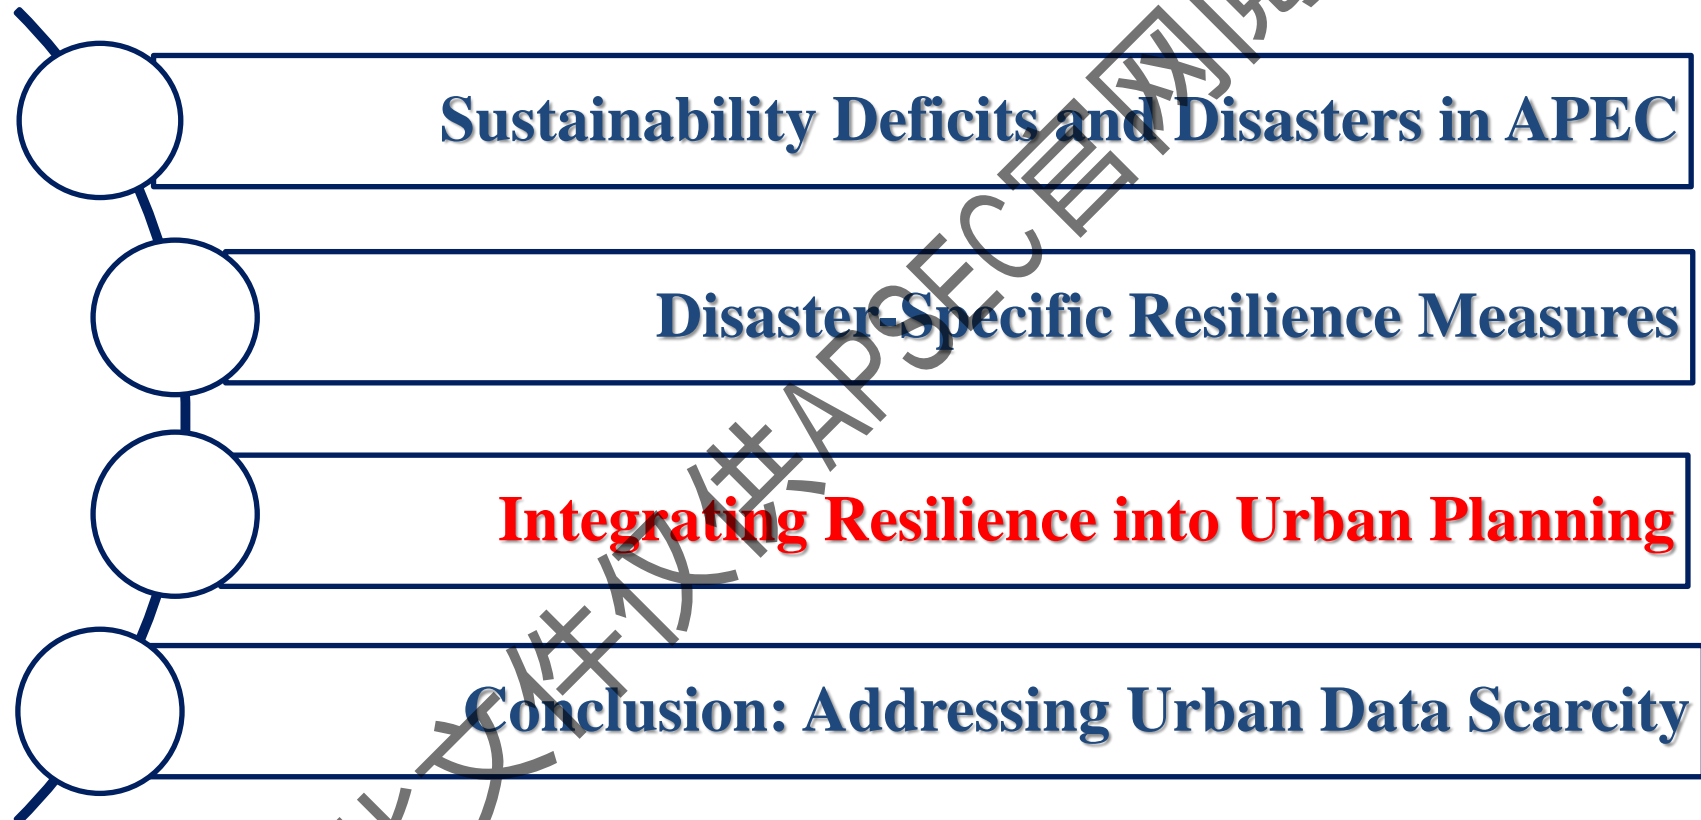 Sustainability Deficits and Disasters in APEC
Disaster-Specific Resilience Measures
Integrating Resilience into Urban Planning
Conclusion: Addressing Urban Data Scarcity
文件仅供APSEC官网